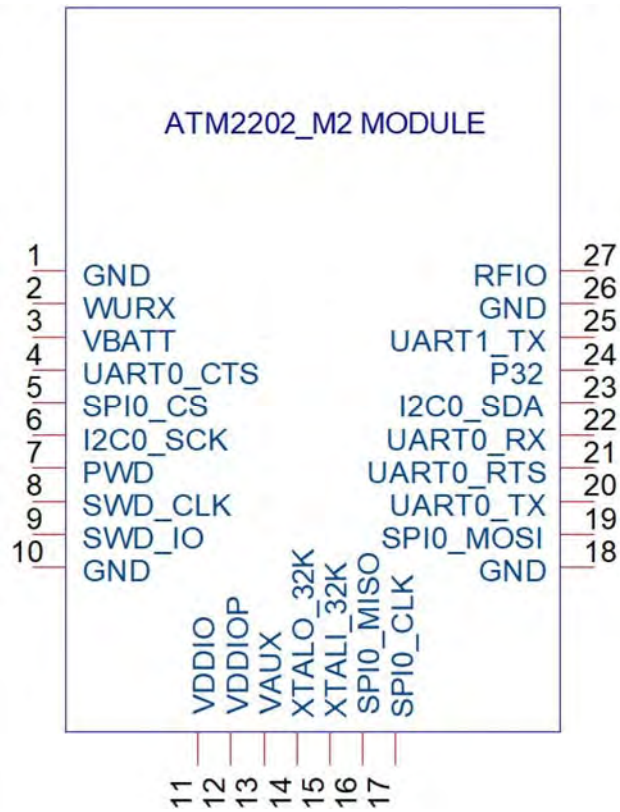 ATM2202_M2 MODULE
1 GND
2 WURX
3 VBATT
4 UART0_CTS
5 SPI0_CS
6 I2C0_SCK
7 PWD
8 SWD_CLK
9 SWD_IO
10 GND
RFIO 27
GND 26
UART1_TX 25
P32 24
I2C0_SDA 23
UART0_RX 22
UART0_RTS 21
UART0_TX 20
SPI0_MOSI 19
GND 18
VDDIO 11
VDDIOP 12
VAUX 13
XTALO_32K 14
XTALI_32K 15
SPI0_MISO 16
SPI0_CLK 17